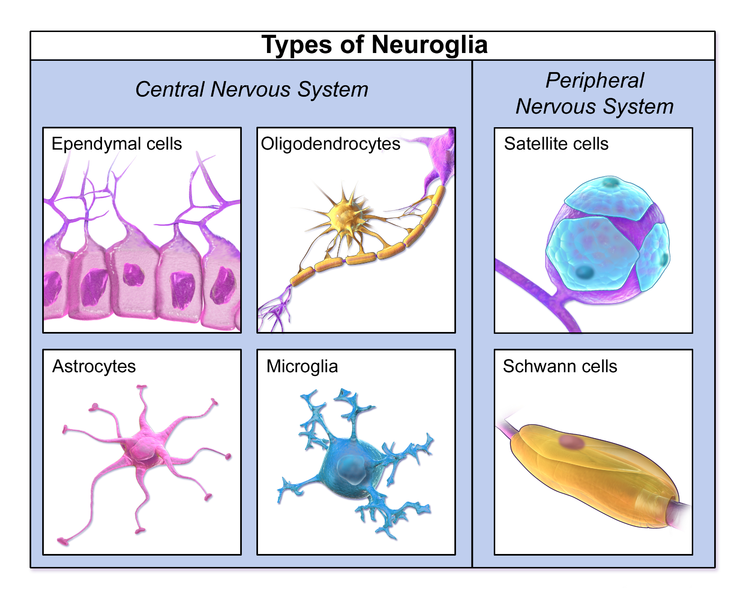 Types of Neuroglia
Central Nervous System
Peripheral
Nervous System
Ependymal cells
Oligodendrocytes
Satellite cells
Astrocytes
Microglia
Schwann cells